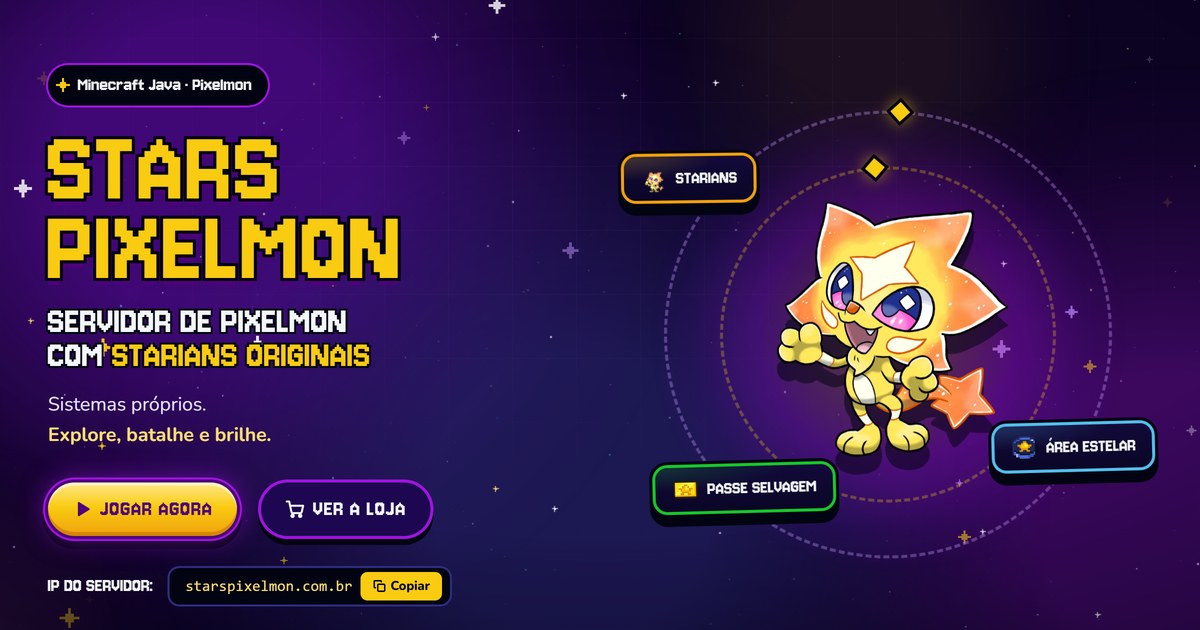 Minecraft Java · Pixelmon
STARS
PIXELMON
SERVIDOR DE PIXELMON
COM STARIANS ORIGINAIS
Sistemas próprios.
Explore, batalhe e brilhe.
JOGAR AGORA
VER A LOJA
IP DO SERVIDOR:
starspixelmon.com.br
Copiar
STARIANS
ÁREA ESTELAR
PASSE SELVAGEM